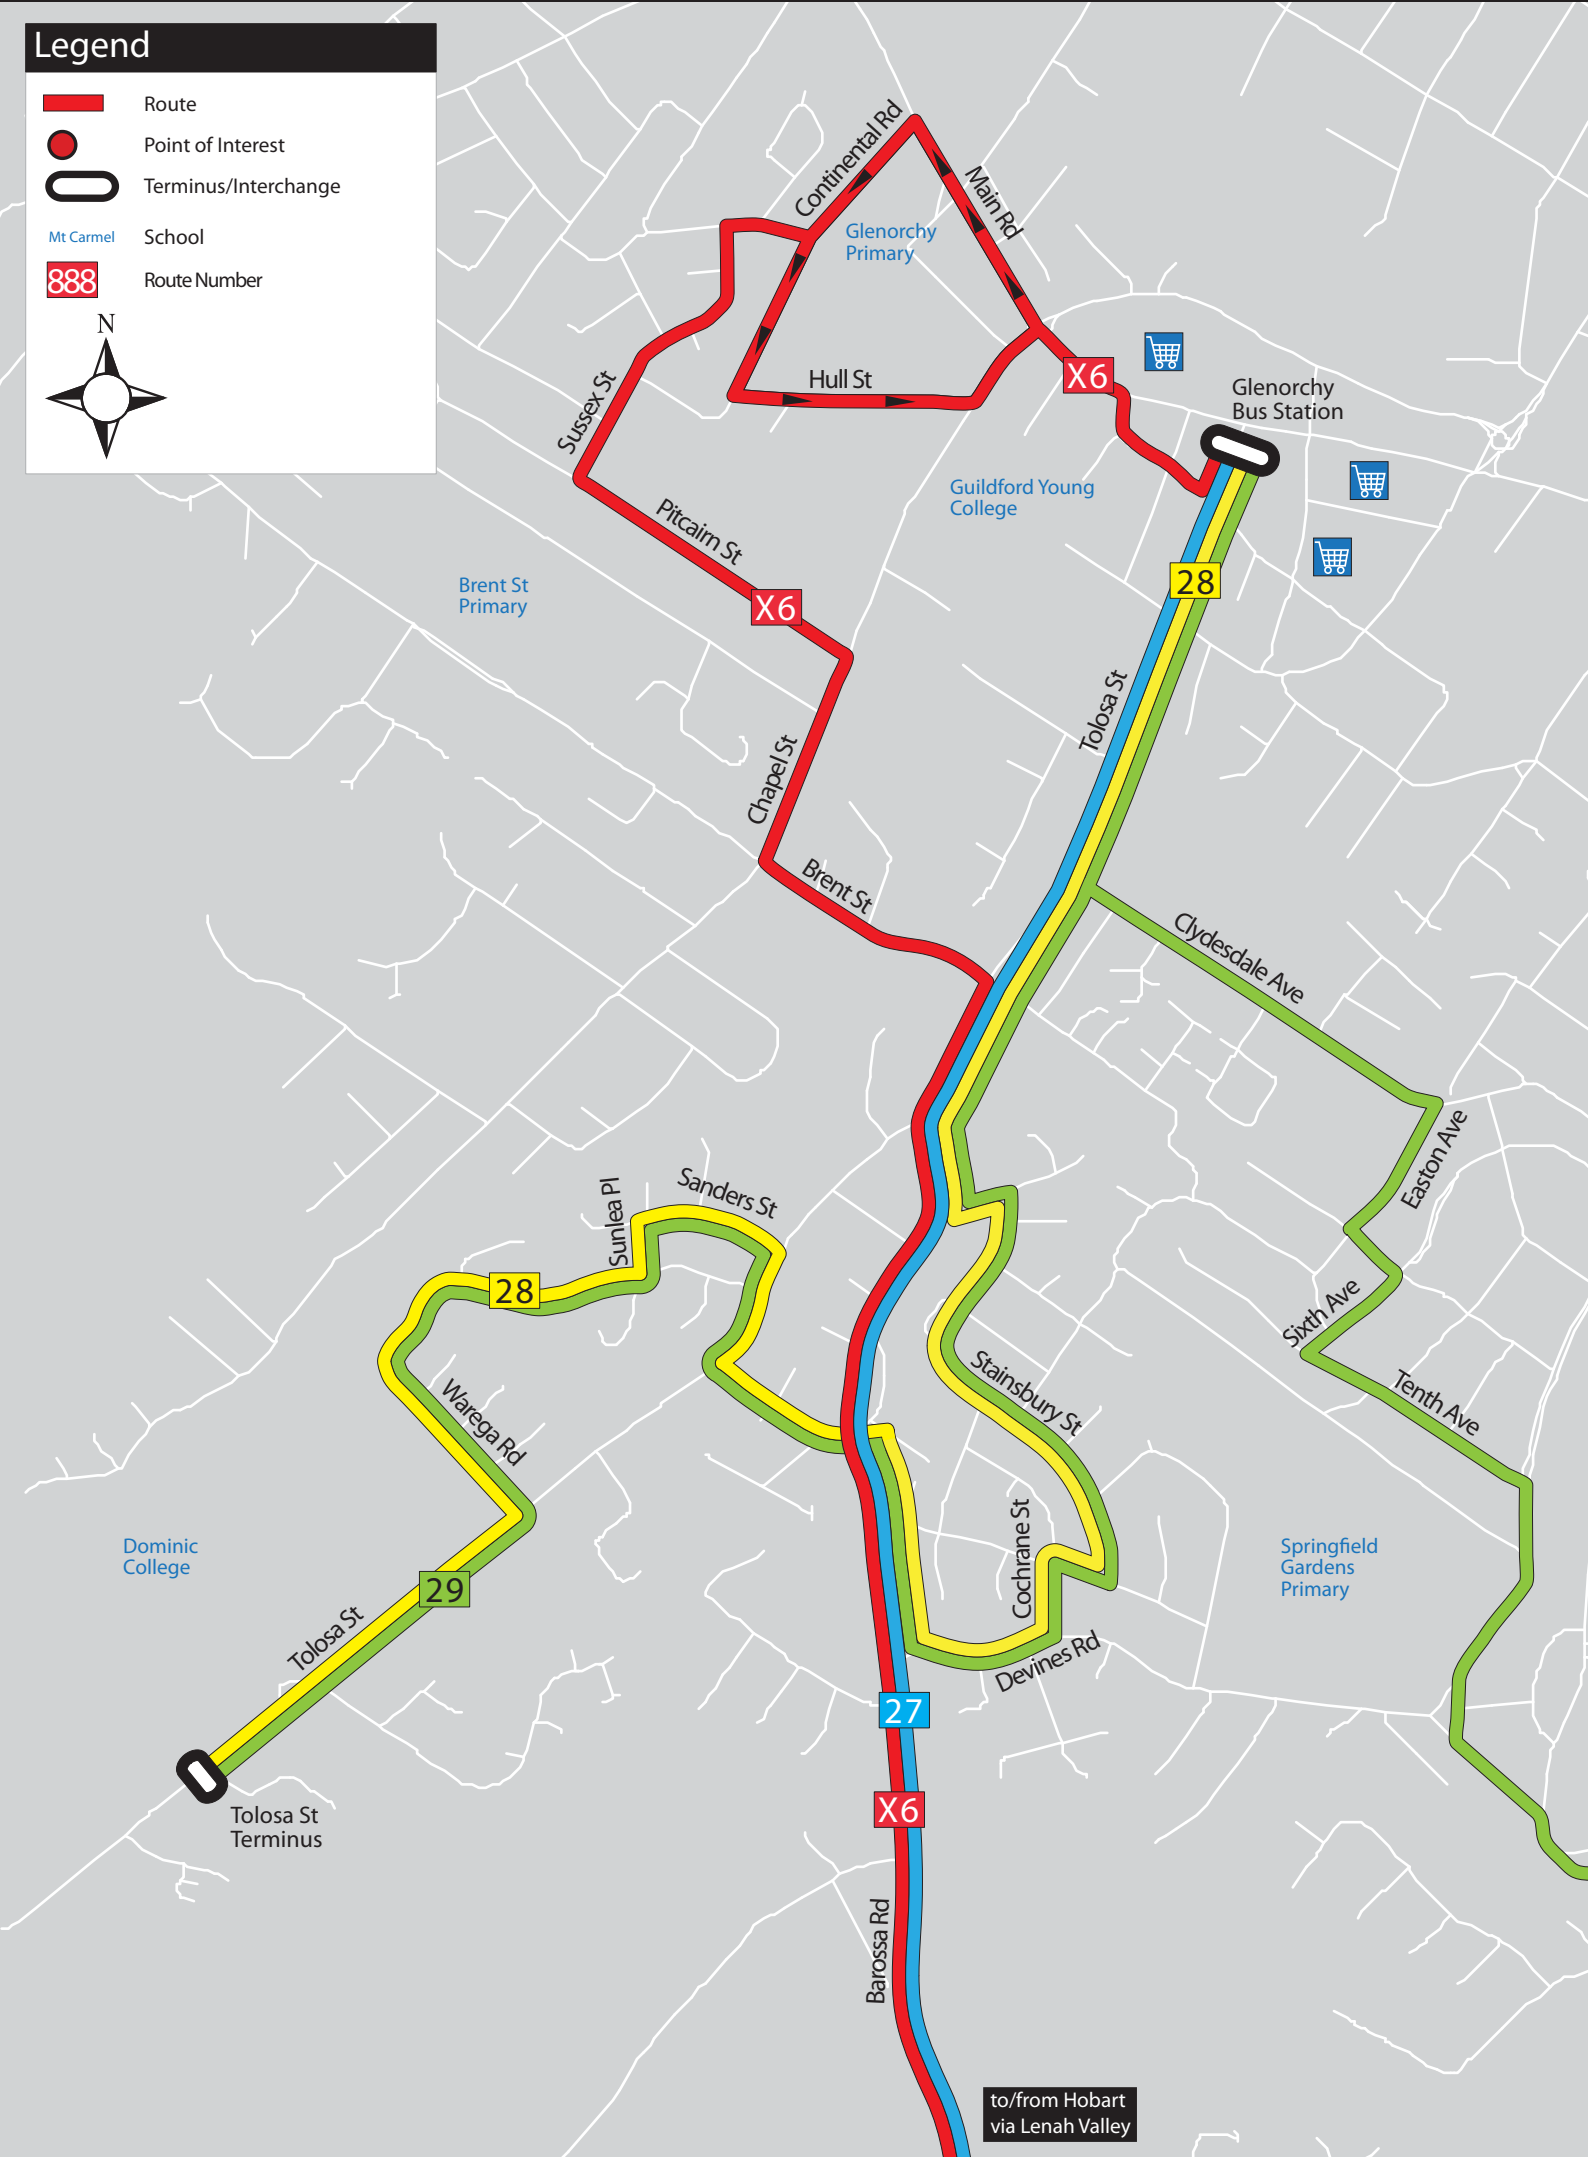 Legend
Route
Point of Interest
Terminus/Interchange
Mt Carmel
School
888
Route Number
N
Continental Rd
Main Rd
Glenorchy
Primary
Hull St
X6
Glenorchy
Bus Station
Sussex St
Guildford Young
College
Pitcairn St
Brent St
Primary
X6
28
Tolosa St
Chapel St
Brent St
Clydesdale Ave
Easton Ave
Sanders St
Sunlea Pl
28
Sixth Ave
Stainsbury St
Tenth Ave
Warega Rd
Cochrane St
Dominic
College
Springfield
Gardens
Primary
29
Tolosa St
Devines Rd
27
X6
Tolosa St
Terminus
Barossa Rd
to/from Hobart
via Lenah Valley